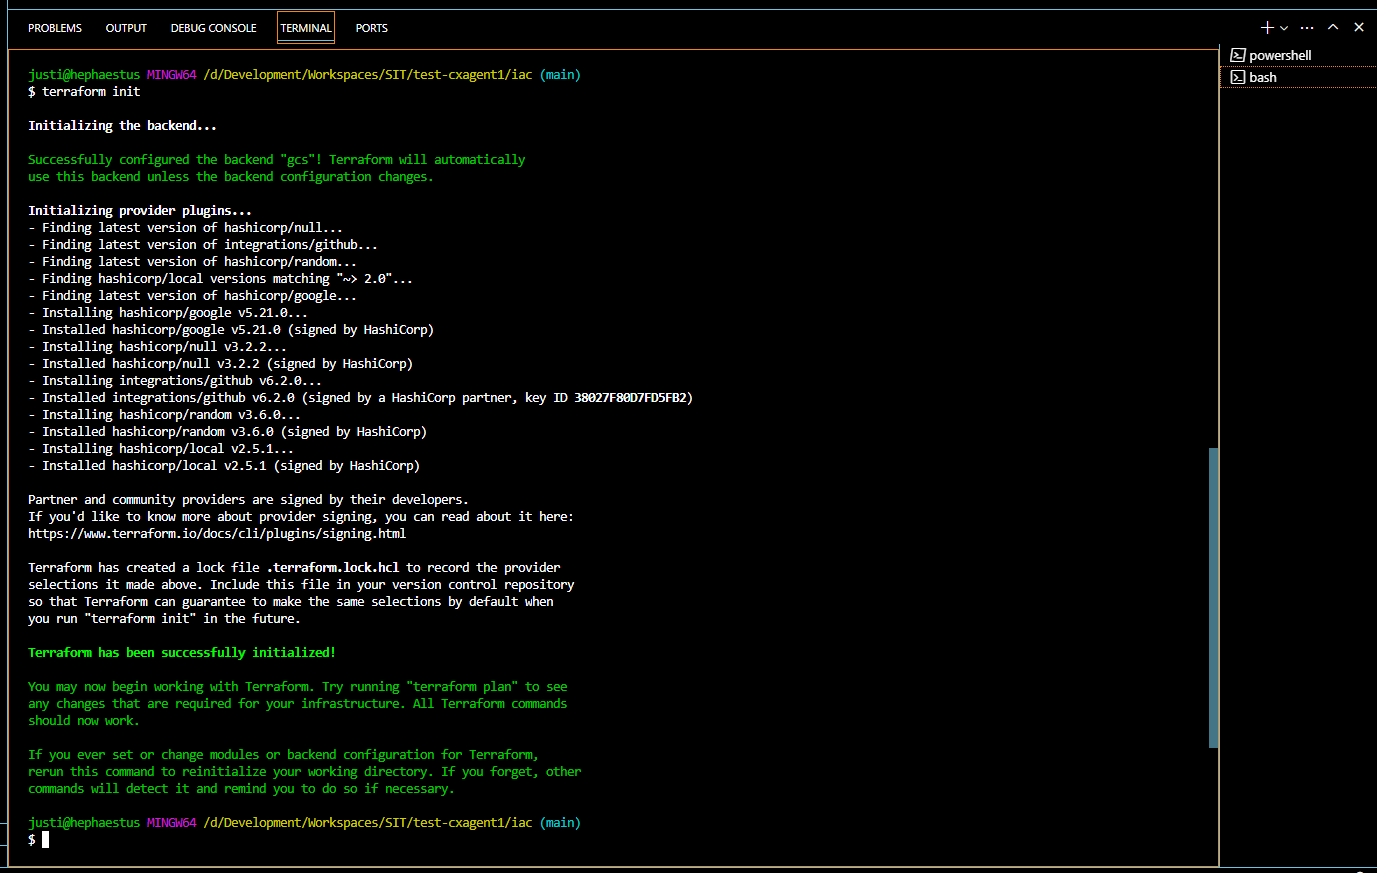 PROBLEMS OUTPUT DEBUG CONSOLE TERMINAL PORTS
powershell
bash
justi@hephaestus MINGW64 /d/Development/Workspaces/SIT/test-cxagent1/iac (main)
$ terraform init
Initializing the backend...
Successfully configured the backend "gcs"! Terraform will automatically
use this backend unless the backend configuration changes.
Initializing provider plugins...
- Finding latest version of hashicorp/null...
- Finding latest version of integrations/github...
- Finding latest version of hashicorp/random...
- Finding hashicorp/local versions matching "~> 2.0"...
- Finding latest version of hashicorp/google...
- Installing hashicorp/google v5.21.0...
- Installed hashicorp/google v5.21.0 (signed by HashiCorp)
- Installing hashicorp/null v3.2.2...
- Installed hashicorp/null v3.2.2 (signed by HashiCorp)
- Installing integrations/github v6.2.0...
- Installed integrations/github v6.2.0 (signed by a HashiCorp partner, key ID 38027F80D7FD5FB2)
- Installing hashicorp/random v3.6.0...
- Installed hashicorp/random v3.6.0 (signed by HashiCorp)
- Installing hashicorp/local v2.5.1...
- Installed hashicorp/local v2.5.1 (signed by HashiCorp)
Partner and community providers are signed by their developers.
If you'd like to know more about provider signing, you can read about it here:
https://www.terraform.io/docs/cli/plugins/signing.html
Terraform has created a lock file .terraform.lock.hcl to record the provider
selections it made above. Include this file in your version control repository
so that Terraform can guarantee to make the same selections by default when
you run "terraform init" in the future.
Terraform has been successfully initialized!
You may now begin working with Terraform. Try running "terraform plan" to see
any changes that are required for your infrastructure. All Terraform commands
should now work.
If you ever set or change modules or backend configuration for Terraform,
rerun this command to reinitialize your working directory. If you forget, other
commands will detect it and remind you to do so if necessary.
justi@hephaestus MINGW64 /d/Development/Workspaces/SIT/test-cxagent1/iac (main)
$